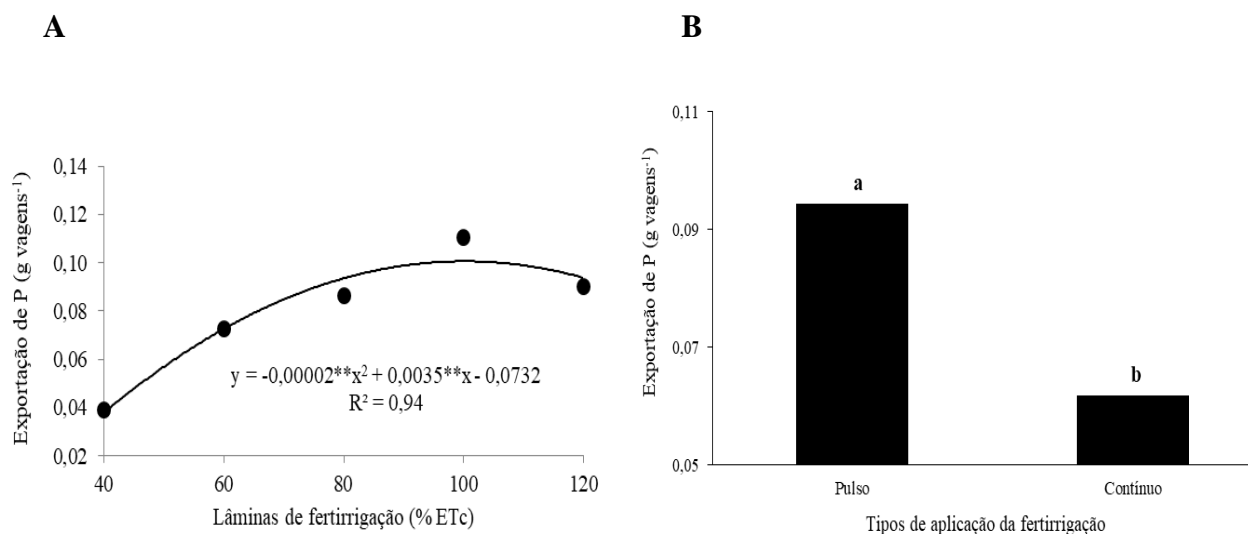 A
Exportação de P (g vagens⁻¹)
0,14
0,12
0,10
0,08
0,06
0,04
0,02
y = -0,00002**x² + 0,0035**x - 0,0732
R² = 0,94
40 60 80 100 120
Lâminas de fertirrigação (% ETc)
B
Exportação de P (g vagens⁻¹)
0,11
0,09
0,07
0,05
a
b
Pulso Contínuo
Tipos de aplicação da fertirrigação